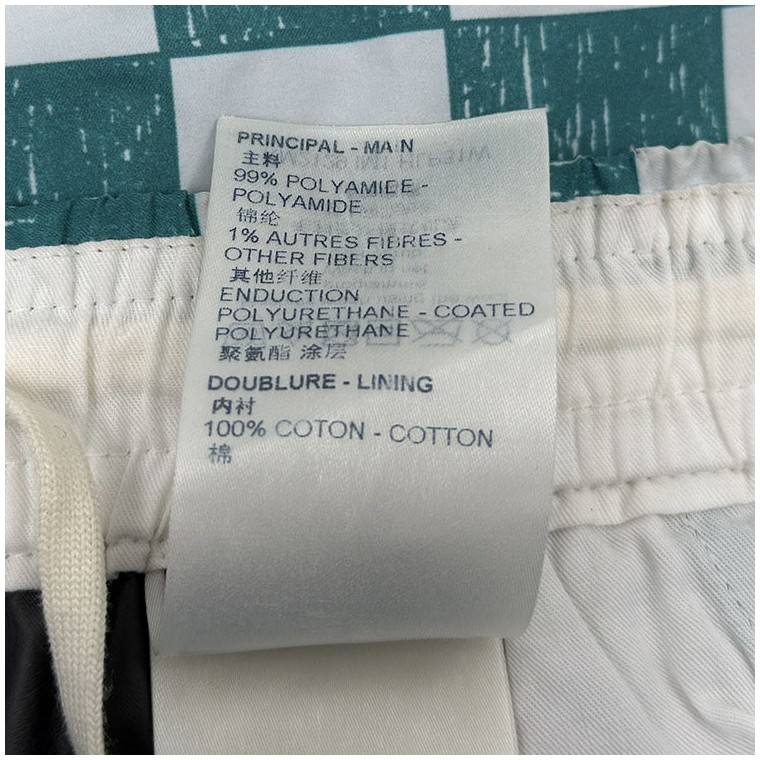 PRINCIPAL - MAIN
主料
99% POLYAMIDE -
POLYAMIDE
锦纶
1% AUTRES FIBRES -
OTHER FIBERS
其他纤维
ENDUCTION
POLYURETHANE - COATED
POLYURETHANE
聚氨酯 涂层
DOUBLURE - LINING
内衬
100% COTON - COTTON
棉